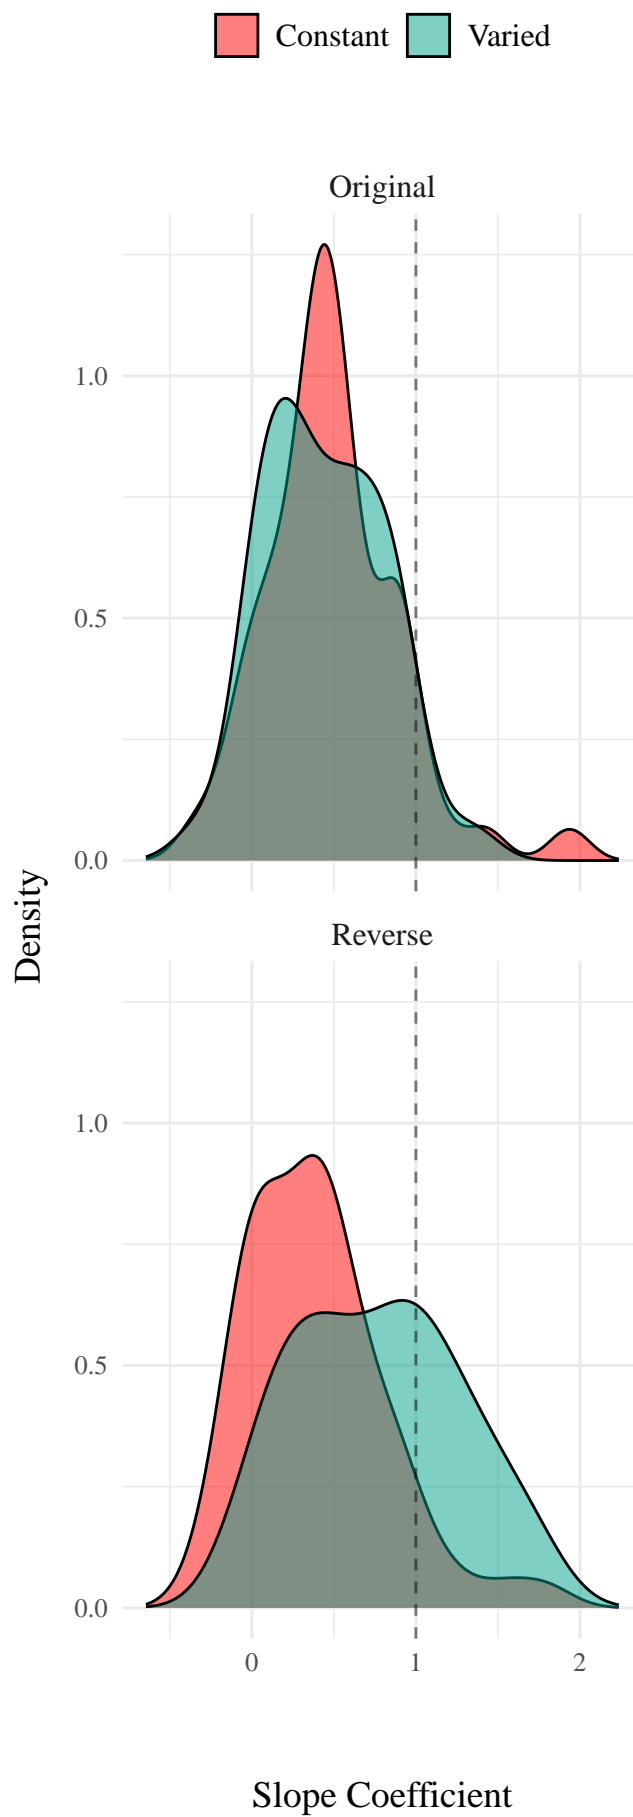 Constant Varied
Original
1.0
0.5
0.0
Density
Reverse
1.0
0.5
0.0
0 1 2
Slope Coefficient